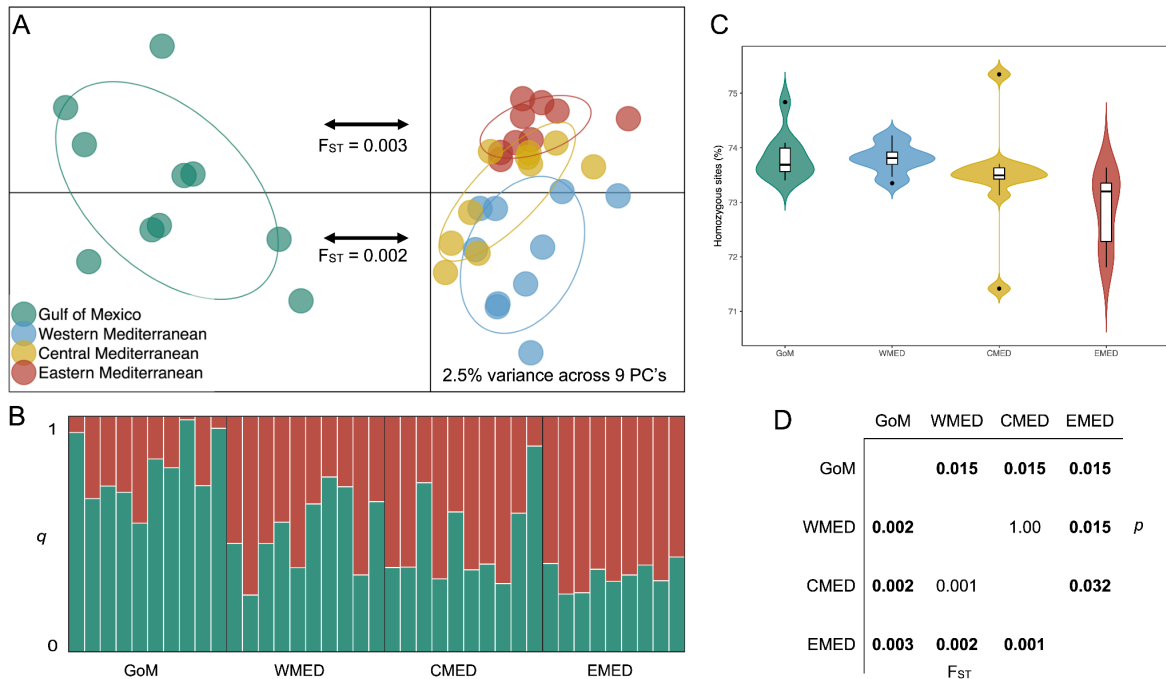 A
F_ST = 0.003
F_ST = 0.002
Gulf of Mexico
Western Mediterranean
Central Mediterranean
Eastern Mediterranean
2.5% variance across 9 PC's
B
1
q
0
GoM WMED CMED EMED
C
Homozygous sites (%)
75
74
73
72
71
GoM WMED CMED EMED
D
GoM WMED CMED EMED
GoM 0.015 0.015 0.015
WMED 0.002 1.00 0.015 p
CMED 0.002 0.001 0.032
EMED 0.003 0.002 0.001
F_ST